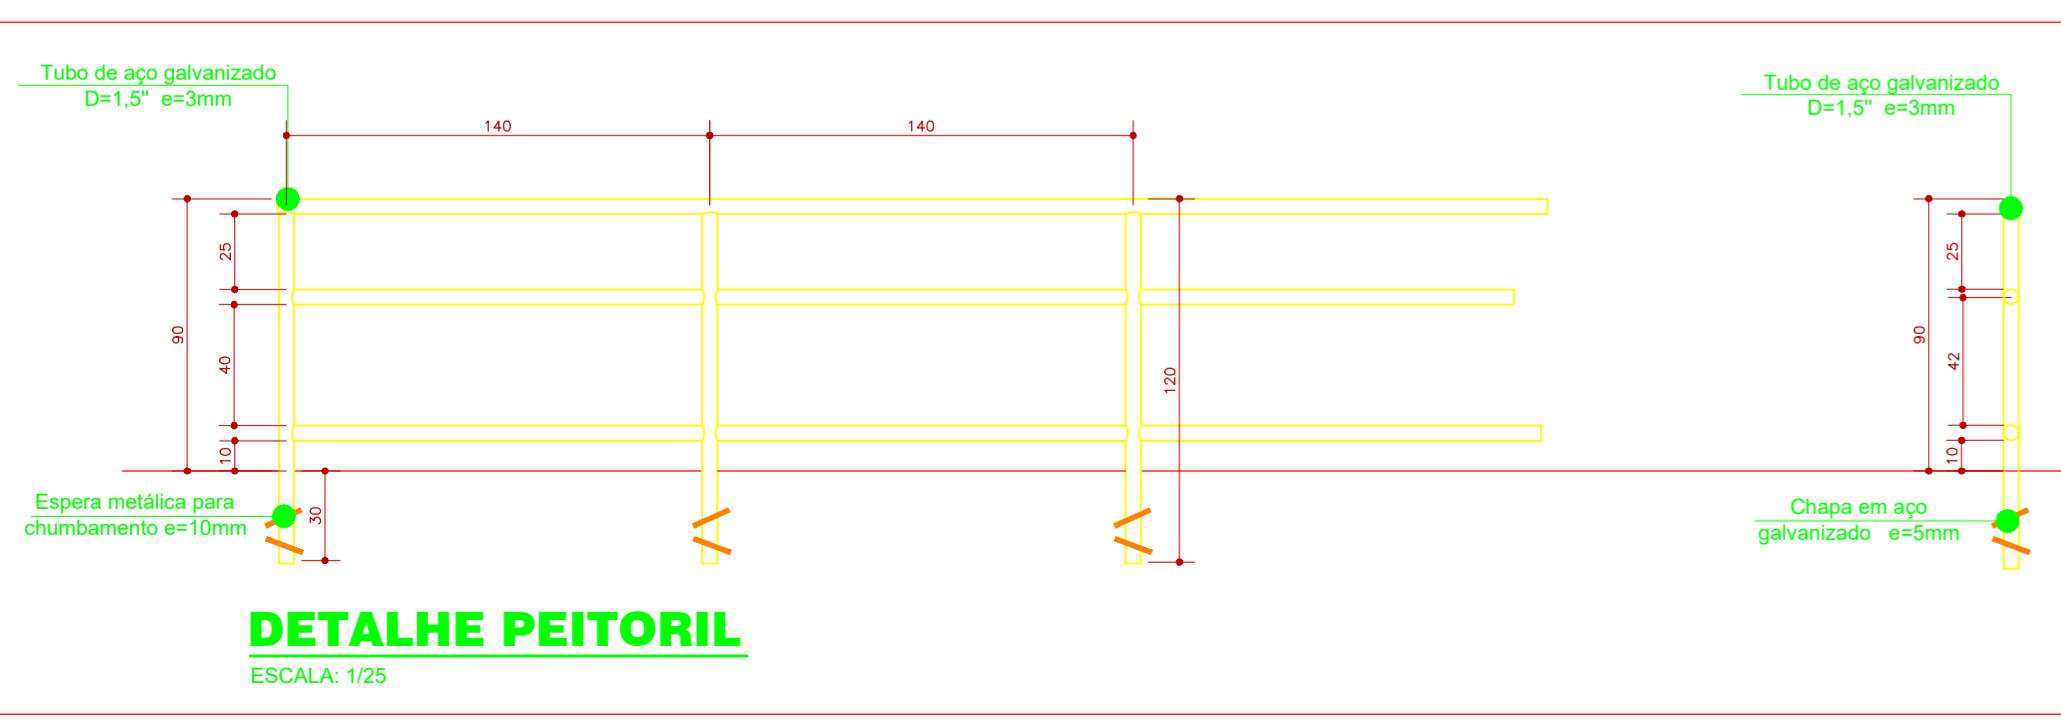 Tubo de aço galvanizado
D=1,5" e=3mm
Tubo de aço galvanizado
D=1,5" e=3mm
140
140
25
40
10
90
30
120
25
42
10
90
Espera metálica para
chumbamento e=10mm
Chapa em aço
galvanizado e=5mm
DETALHE PEITORIL
ESCALA: 1/25